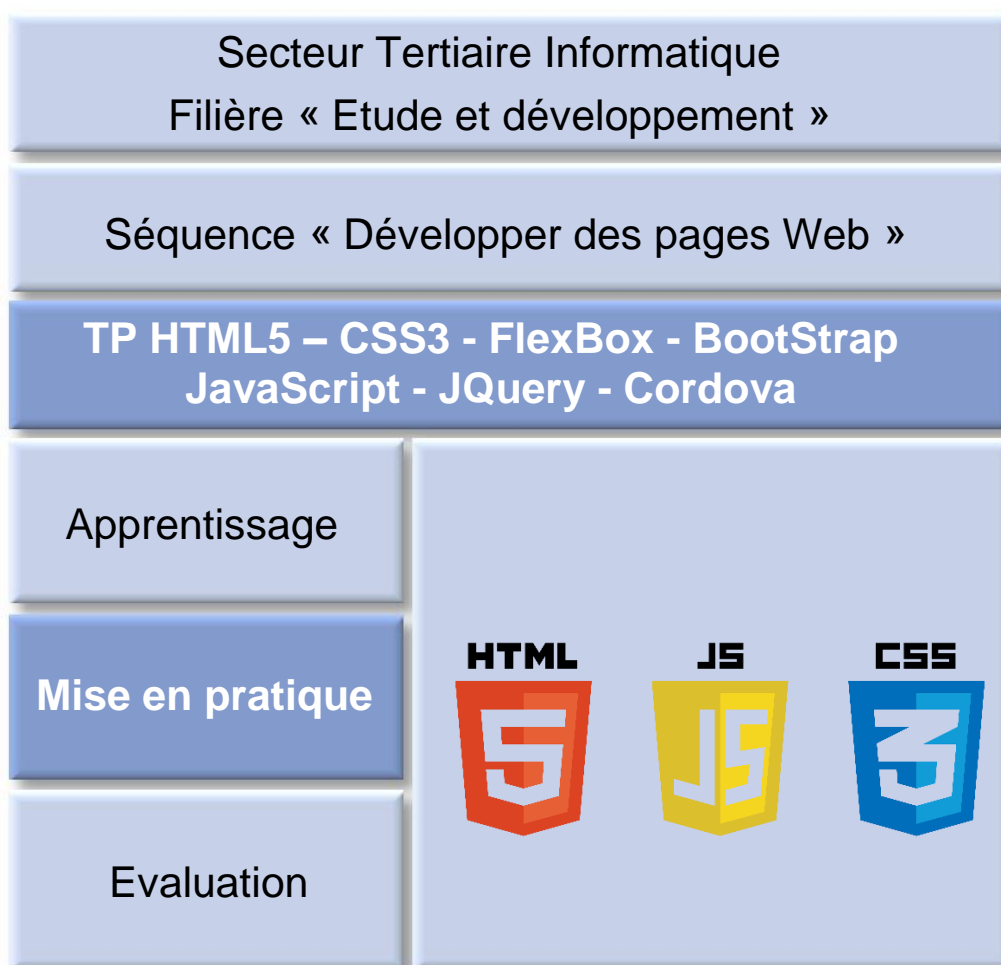 Secteur Tertiaire Informatique
Filière « Etude et développement »
Séquence « Développer des pages Web »
TP HTML5 – CSS3 - FlexBox - BootStrap
JavaScript - JQuery - Cordova
Apprentissage
Mise en pratique
Evaluation
HTML JS CSS
5 JS 3